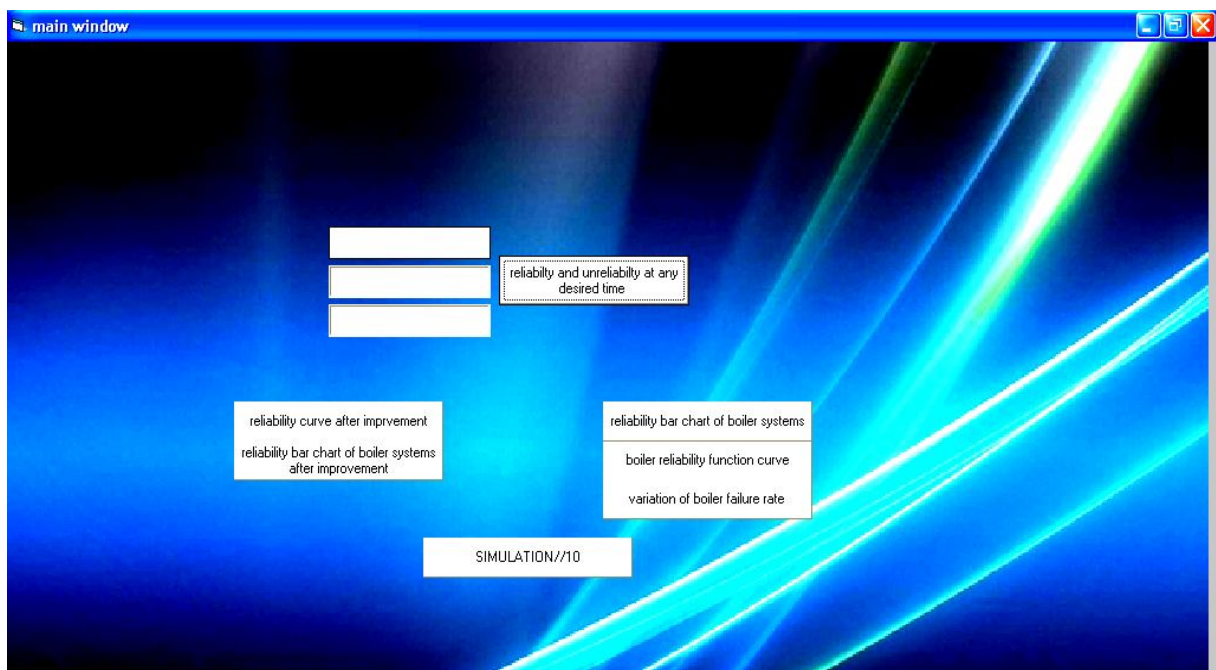 main window
reliabilty and unreliabilty at any
desired time
reliability curve after imprvement
reliability bar chart of boiler systems
after improvement
reliability bar chart of boiler systems
boiler reliability function curve
variation of boiler failure rate
SIMULATION//10